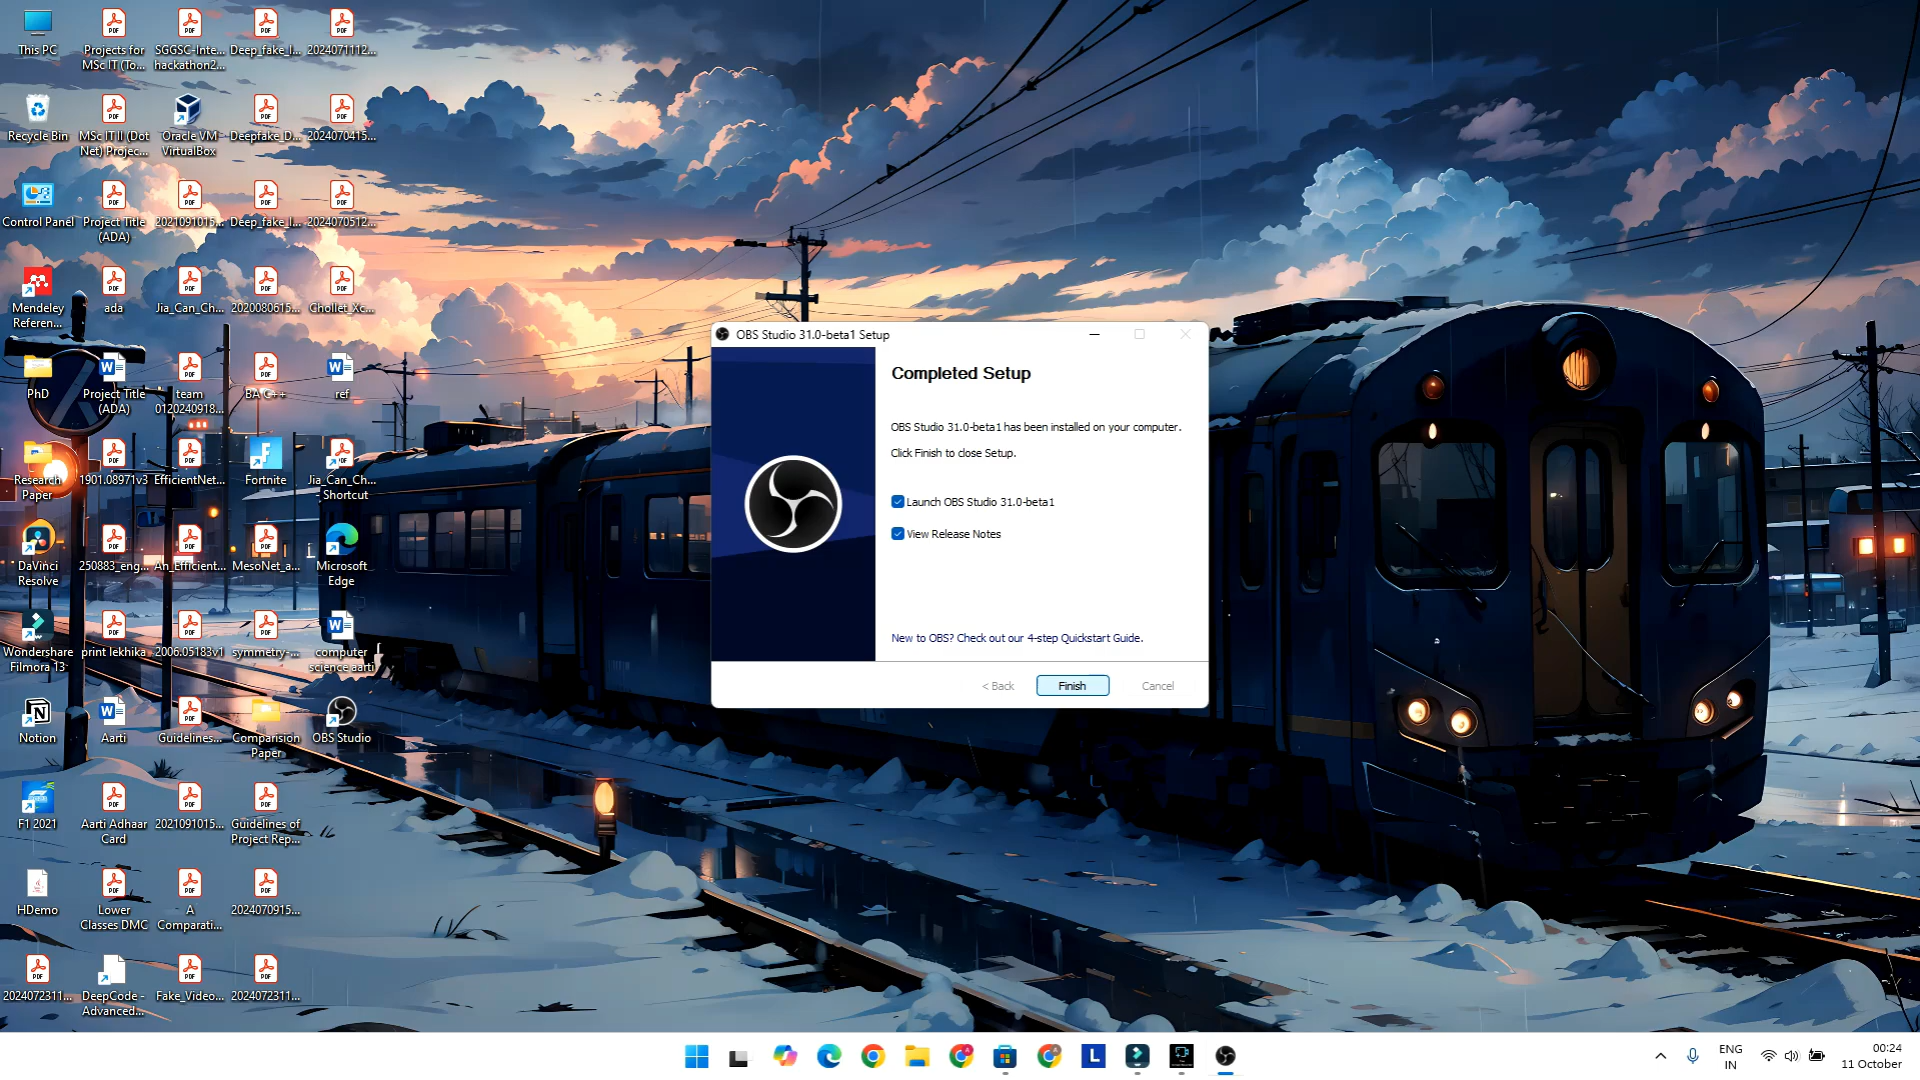 This PC
Projects for
MSc IT (To...
SGGSC-Inte...
hackathon2...
Deep_fake_I...
2024071112...
Recycle Bin
MSc IT II (Dot
Net) Projec...
Oracle VM
VirtualBox
Deepfake_D...
2024070415...
Control Panel
Project Title
(ADA)
2021091015...
Deep_fake_I...
2024070512...
Mendeley
Referen...
ada
Jia_Can_Ch...
2020080615...
Chollet_Xc...
PhD
Project Title
(ADA)
team
0120240918...
BA C++
ref
Research
Paper
1901.08971v3
EfficientNet...
Fortnite
Jia_Can_Ch...
- Shortcut
DaVinci
Resolve
250883_eng...
An_Efficient...
MesoNet_a...
Microsoft
Edge
Wondershare
Filmora 13
print lekhika
2006.05183v1
symmetry-...
computer
science aarti
Notion
Aarti
Guidelines...
Comparision
Paper
OBS Studio
F1 2021
Aarti Adhaar
Card
2021091015...
Guidelines of
Project Rep...
HDemo
Lower
Classes DMC
A
Comparati...
2024070915...
2024072311...
DeepCode -
Advanced...
Fake_Video...
2024072311...
OBS Studio 31.0-beta1 Setup
Completed Setup
OBS Studio 31.0-beta1 has been installed on your computer.
Click Finish to close Setup.
Launch OBS Studio 31.0-beta1
View Release Notes
New to OBS? Check out our 4-step Quickstart Guide.
< Back
Finish
Cancel
ENG
IN
00:24
11 October